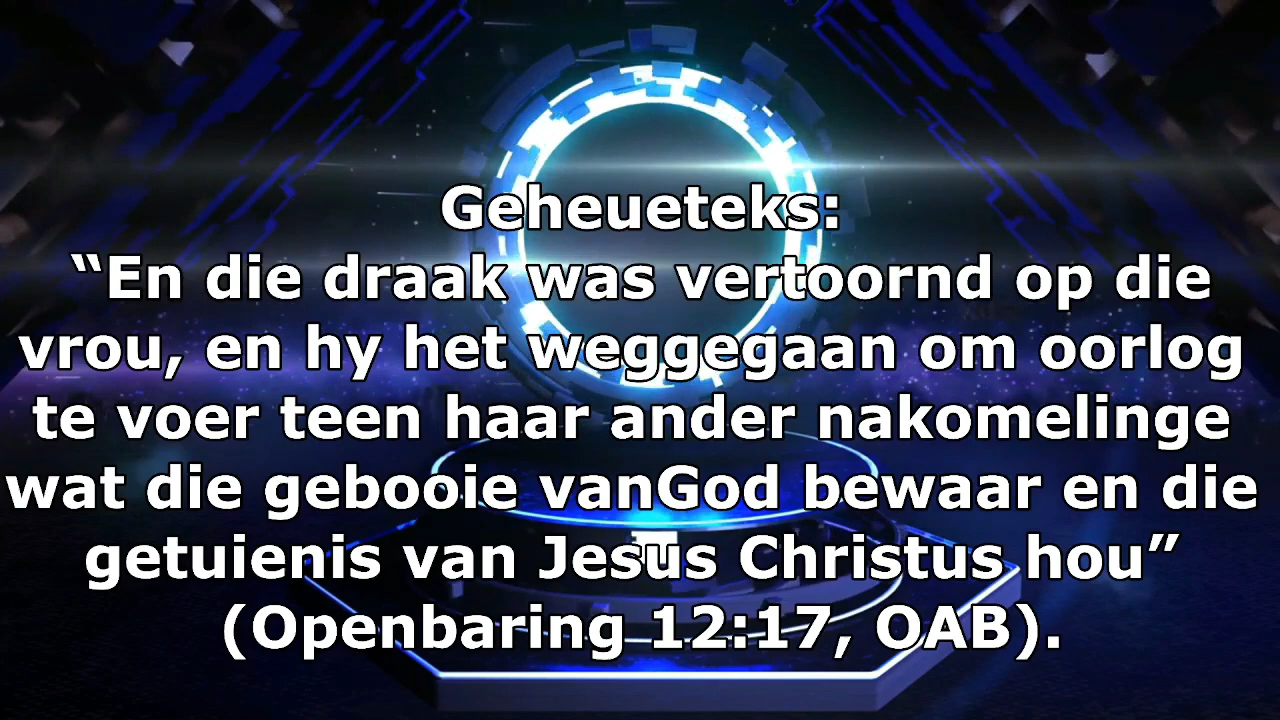 Geheueteks:
“En die draak was vertoornd op die
vrou, en hy het weggegaan om oorlog
te voer teen haar ander nakomelinge
wat die gebooie vanGod bewaar en die
getuienis van Jesus Christus hou”
(Openbaring 12:17, OAB).